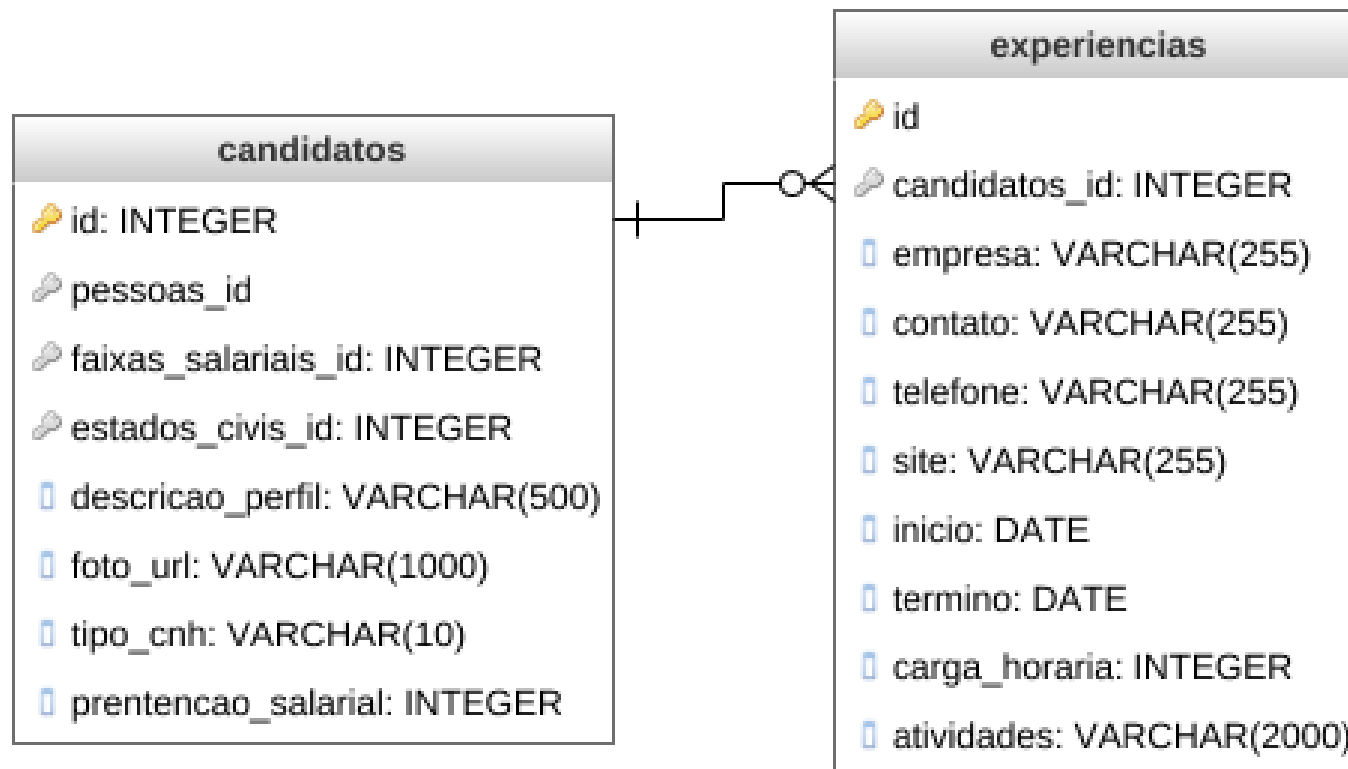 candidatos
id: INTEGER
pessoas_id
faixas_salariais_id: INTEGER
estados_civis_id: INTEGER
descricao_perfil: VARCHAR(500)
foto_url: VARCHAR(1000)
tipo_cnh: VARCHAR(10)
prentencao_salarial: INTEGER
experiencias
id
candidatos_id: INTEGER
empresa: VARCHAR(255)
contato: VARCHAR(255)
telefone: VARCHAR(255)
site: VARCHAR(255)
inicio: DATE
termino: DATE
carga_horaria: INTEGER
atividades: VARCHAR(2000)